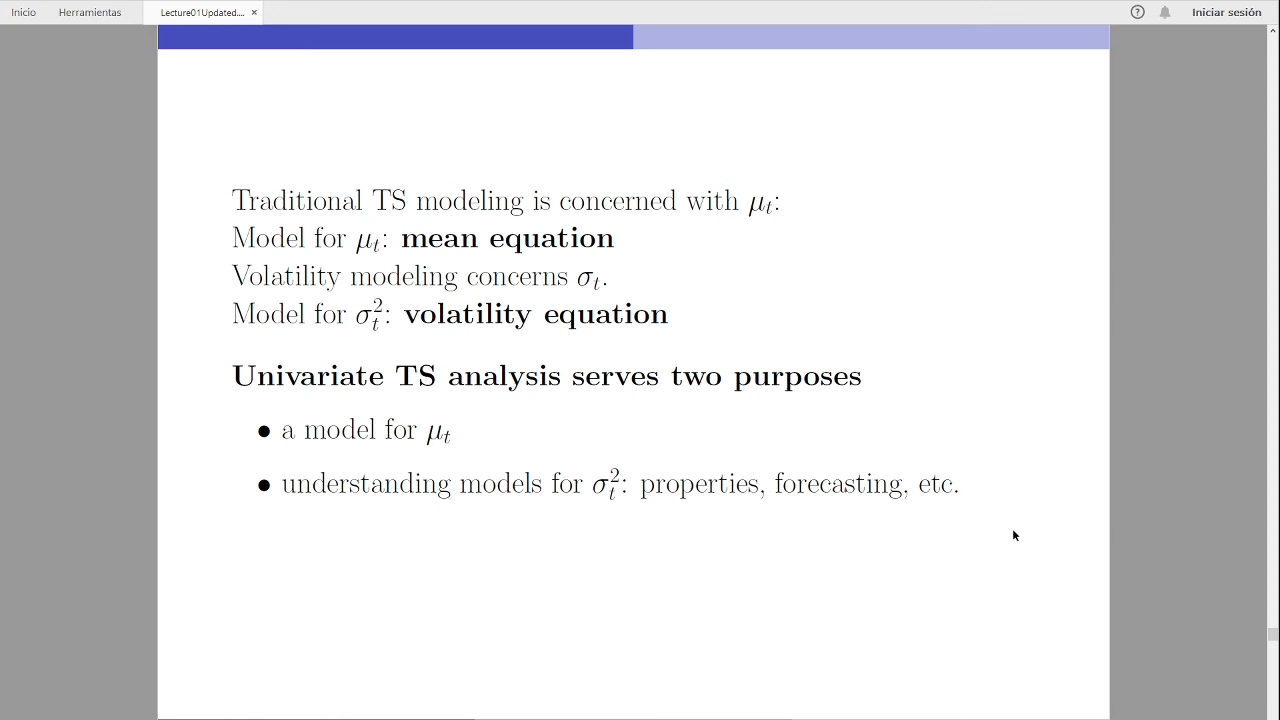 Inicio Herramientas Lecture01Updated.... × ? Iniciar sesión
Traditional TS modeling is concerned with μₜ:
Model for μₜ: mean equation
Volatility modeling concerns σₜ.
Model for σ²ₜ: volatility equation
Univariate TS analysis serves two purposes
• a model for μₜ
• understanding models for σ²ₜ: properties, forecasting, etc.